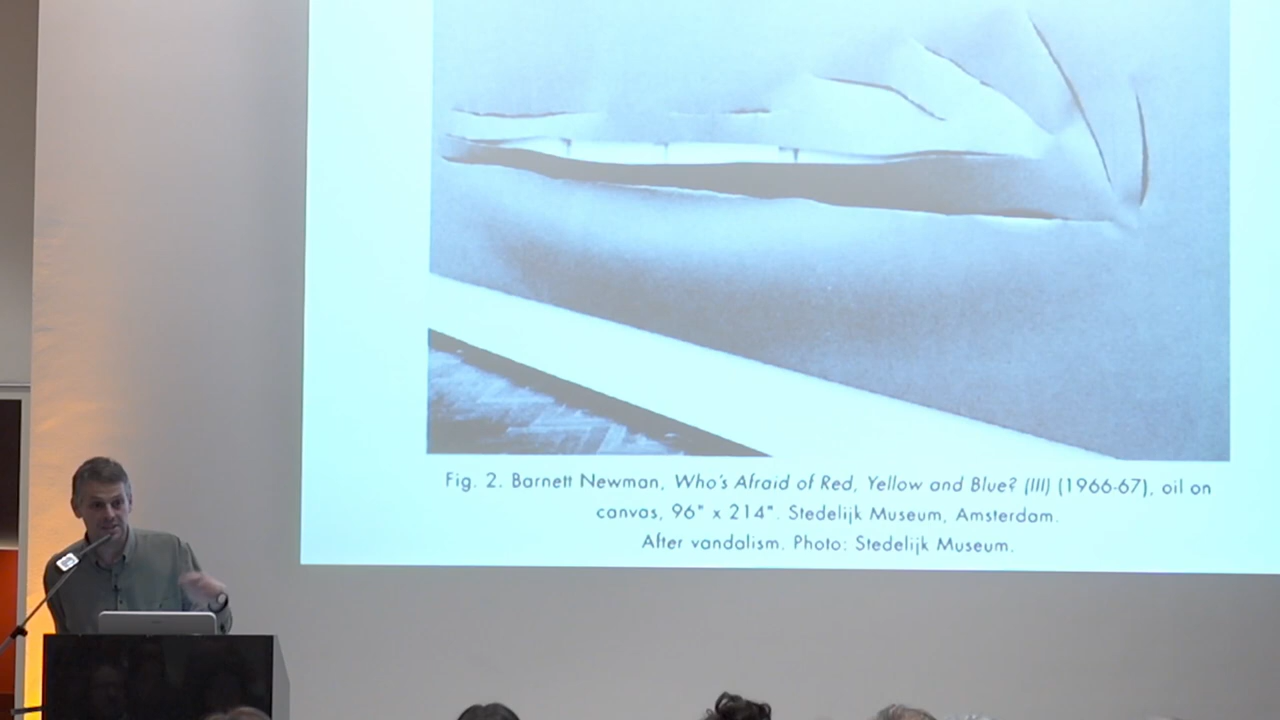 Fig. 2. Barnett Newman, Who's Afraid of Red, Yellow and Blue? (III) (1966-67), oil on
canvas, 96" x 214". Stedelijk Museum, Amsterdam.
After vandalism. Photo: Stedelijk Museum.